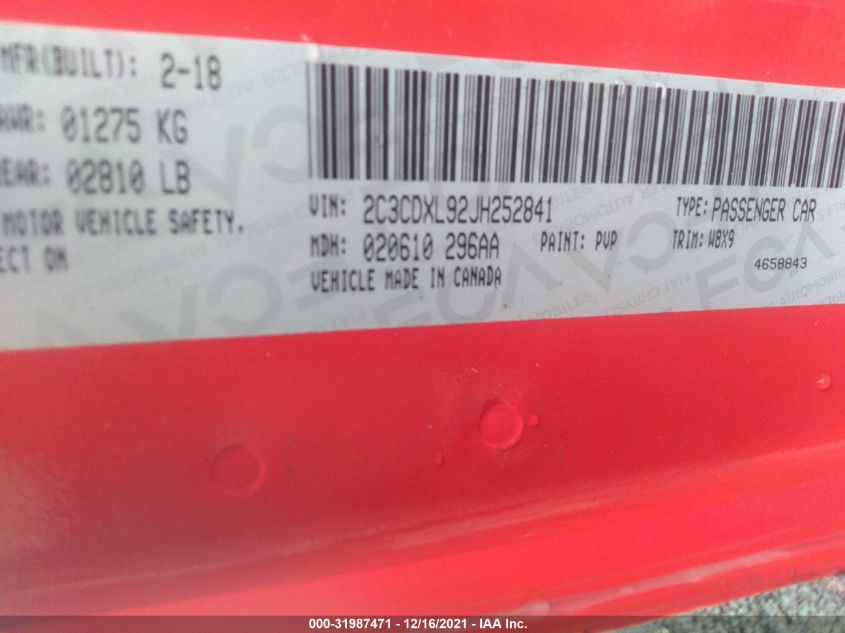 MFR(BUILT): 2-18
AWR: 01275 KG
EAR: 02810 LB
MOTOR VEHICLE SAFETY,
ECT ON
VIN: 2C3CDXL92JH252841 TYPE: PASSENGER CAR
MDH: 020610 296AA PAINT: PVP TRIM: W8X9
VEHICLE MADE IN CANADA 4658843
000-31987471 - 12/16/2021 - IAA Inc.